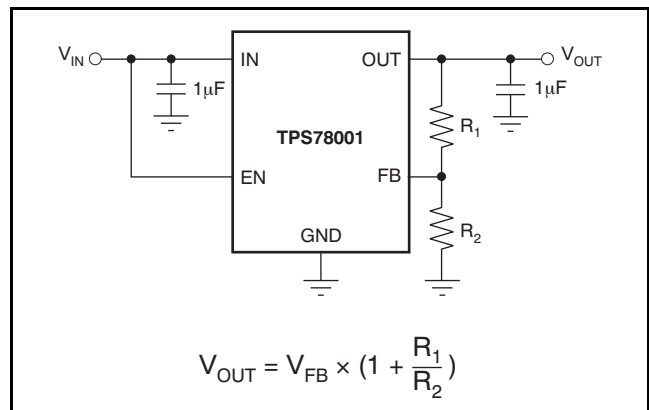 V_IN IN OUT V_OUT
1μF 1μF
R_1
TPS78001
EN FB
R_2
GND
V_OUT = V_FB × (1 + R_1/R_2)